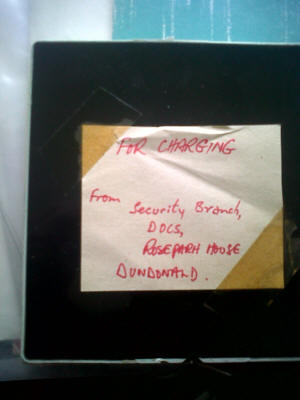 FOR CHARGING
From Security Branch,
DOCS,
ROSEPARK HOUSE
DUNDONALD.